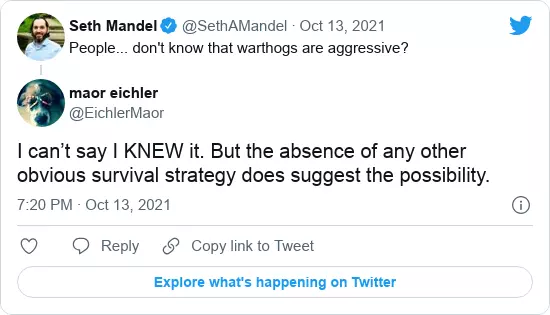 Seth Mandel @SethAMandel · Oct 13, 2021
People... don't know that warthogs are aggressive?
maor eichler
@EichlerMaor
I can’t say I KNEW it. But the absence of any other
obvious survival strategy does suggest the possibility.
7:20 PM · Oct 13, 2021
Reply
Copy link to Tweet
Explore what's happening on Twitter